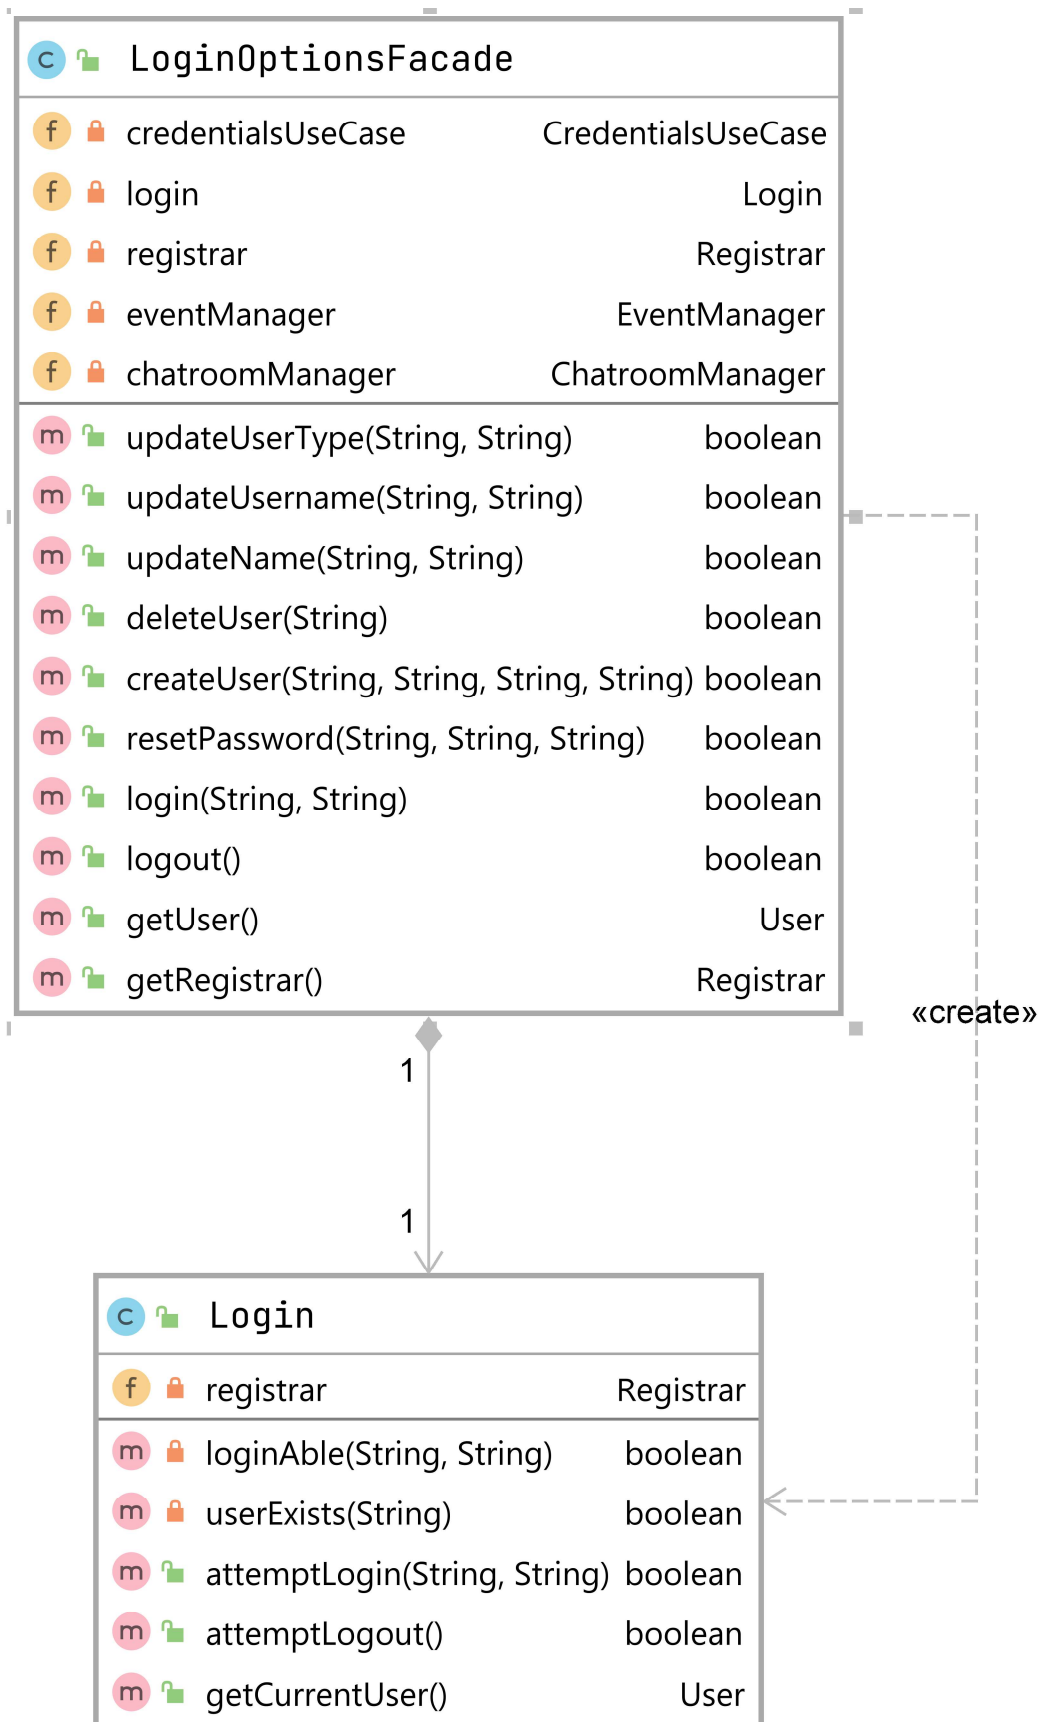 LoginOptionsFacade
credentialsUseCase CredentialsUseCase
login Login
registrar Registrar
eventManager EventManager
chatroomManager ChatroomManager
updateUserType(String, String) boolean
updateUsername(String, String) boolean
updateName(String, String) boolean
deleteUser(String) boolean
createUser(String, String, String, String) boolean
resetPassword(String, String, String) boolean
login(String, String) boolean
logout() boolean
getUser() User
getRegistrar() Registrar
«create»
1
1
Login
registrar Registrar
loginAble(String, String) boolean
userExists(String) boolean
attemptLogin(String, String) boolean
attemptLogout() boolean
getCurrentUser() User